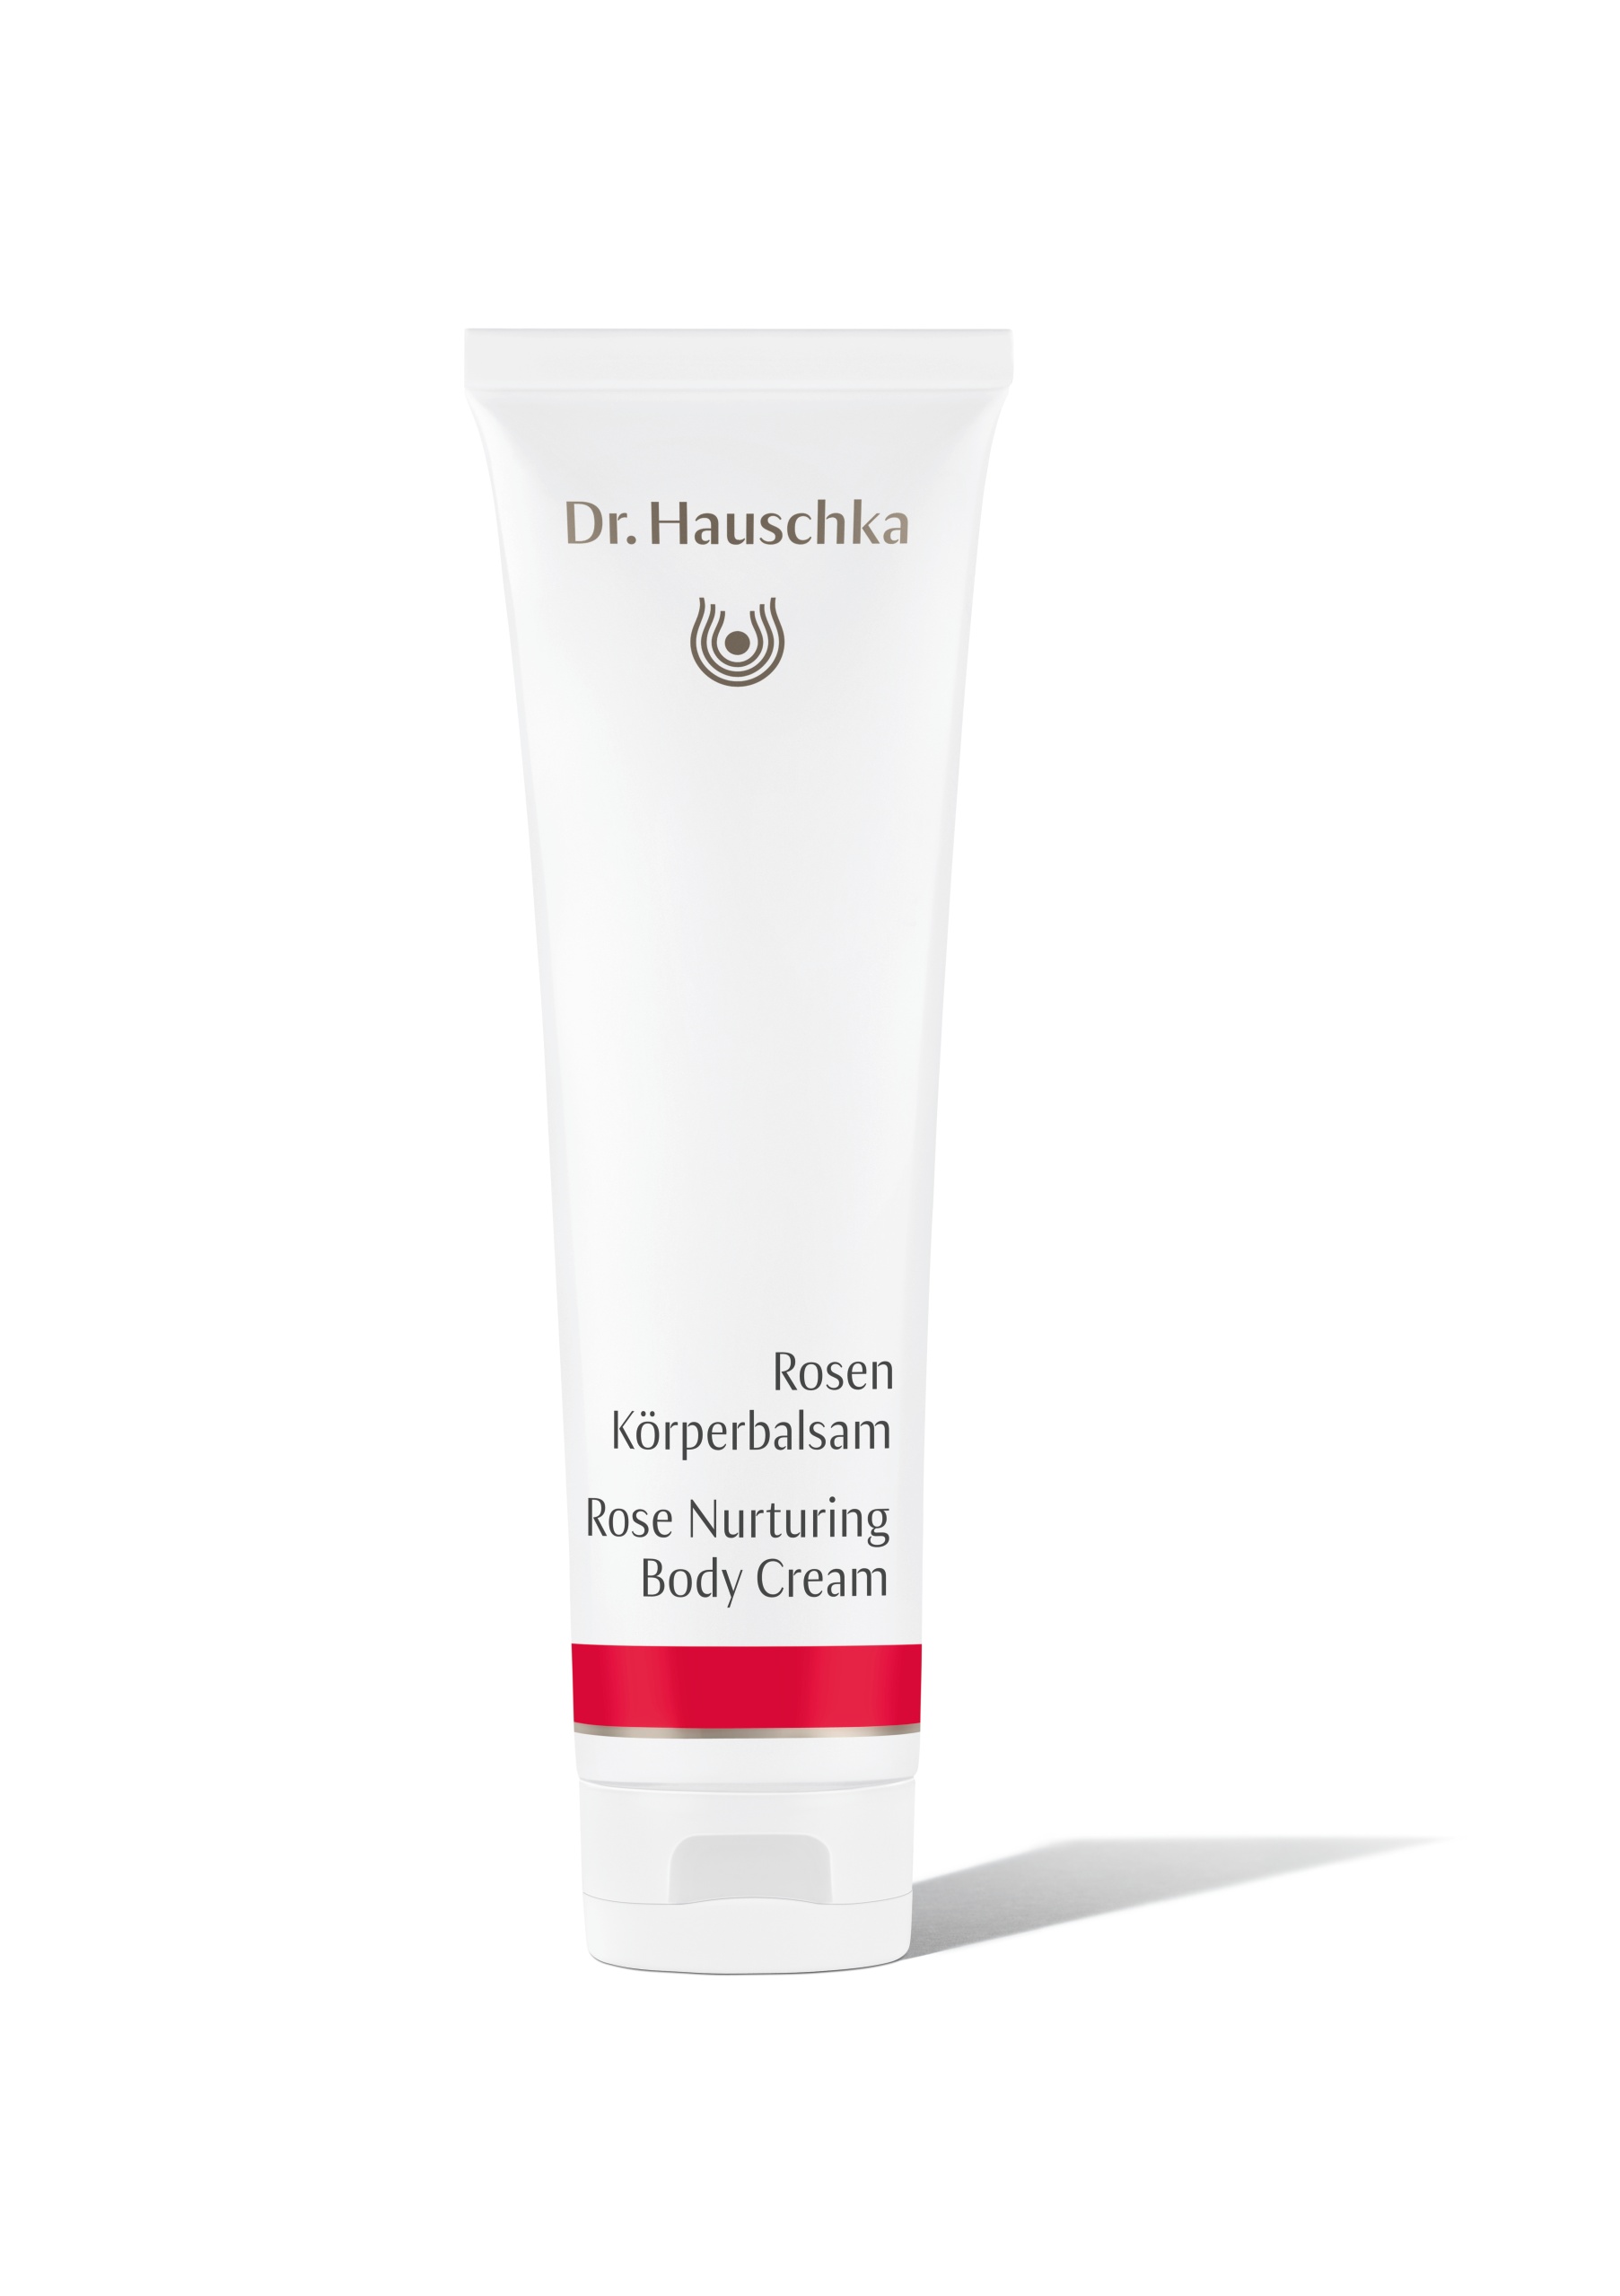 Dr. Hauschka
Rosen
Körperbalsam
Rose Nurturing
Body Cream